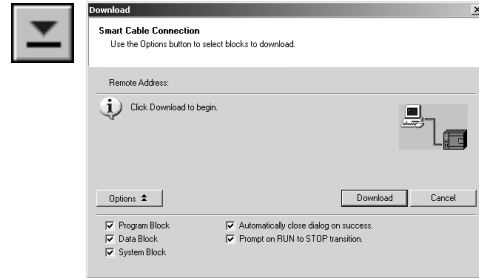 Download
Smart Cable Connection
Use the Options button to select blocks to download.
Remote Address:
Click Download to begin.
Options
Download
Cancel
Program Block
Automatically close dialog on success.
Data Block
Prompt on RUN to STOP transition.
System Block